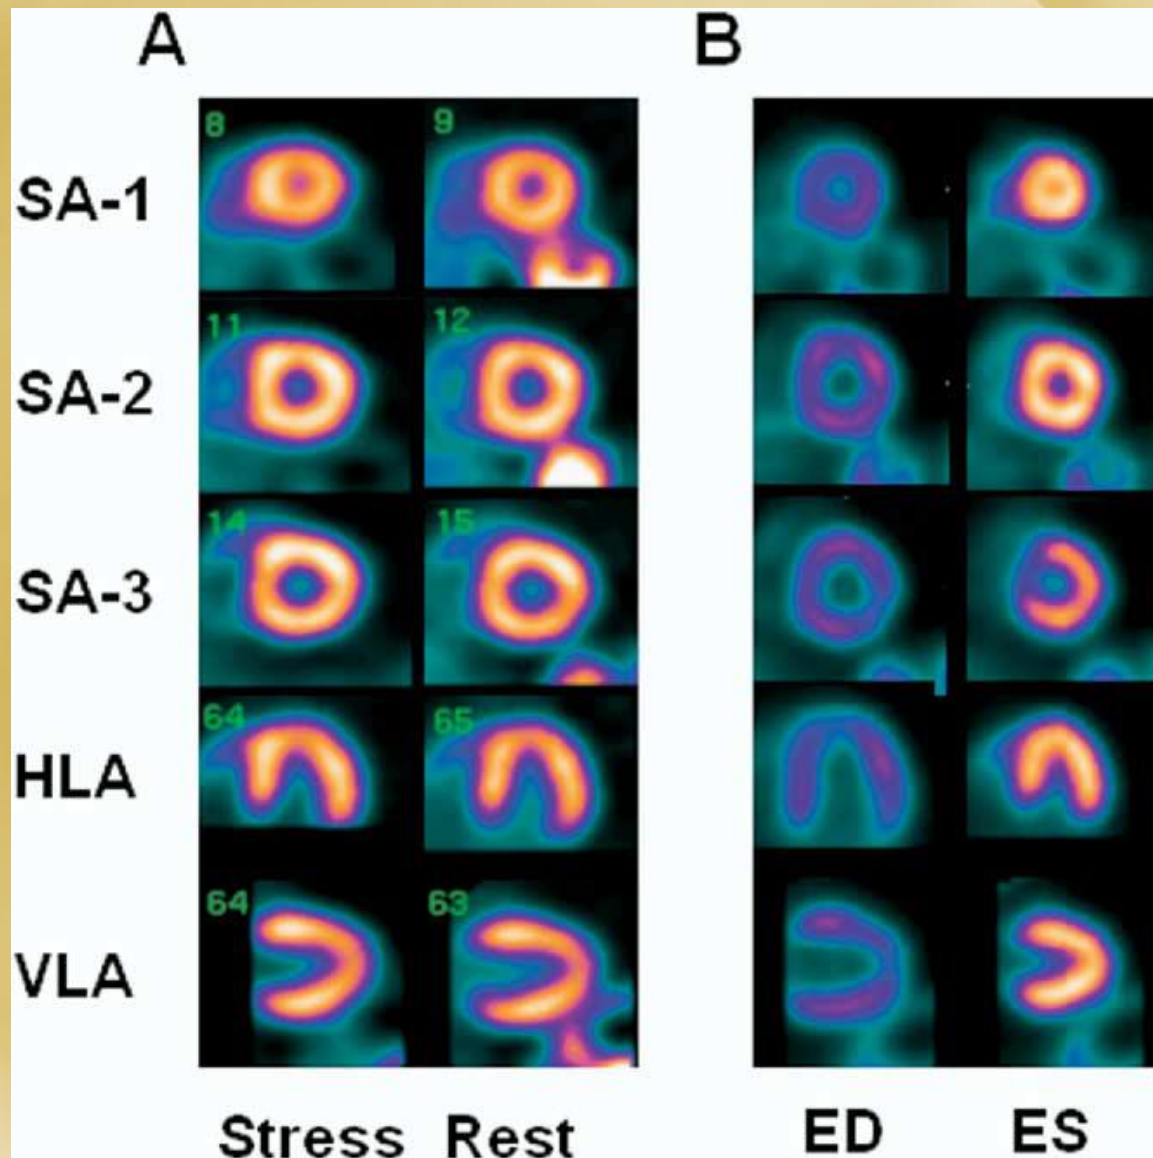 A B
SA-1 8 9
SA-2 11 12
SA-3 14 15
HLA 64 65
VLA 64 63
Stress Rest ED ES